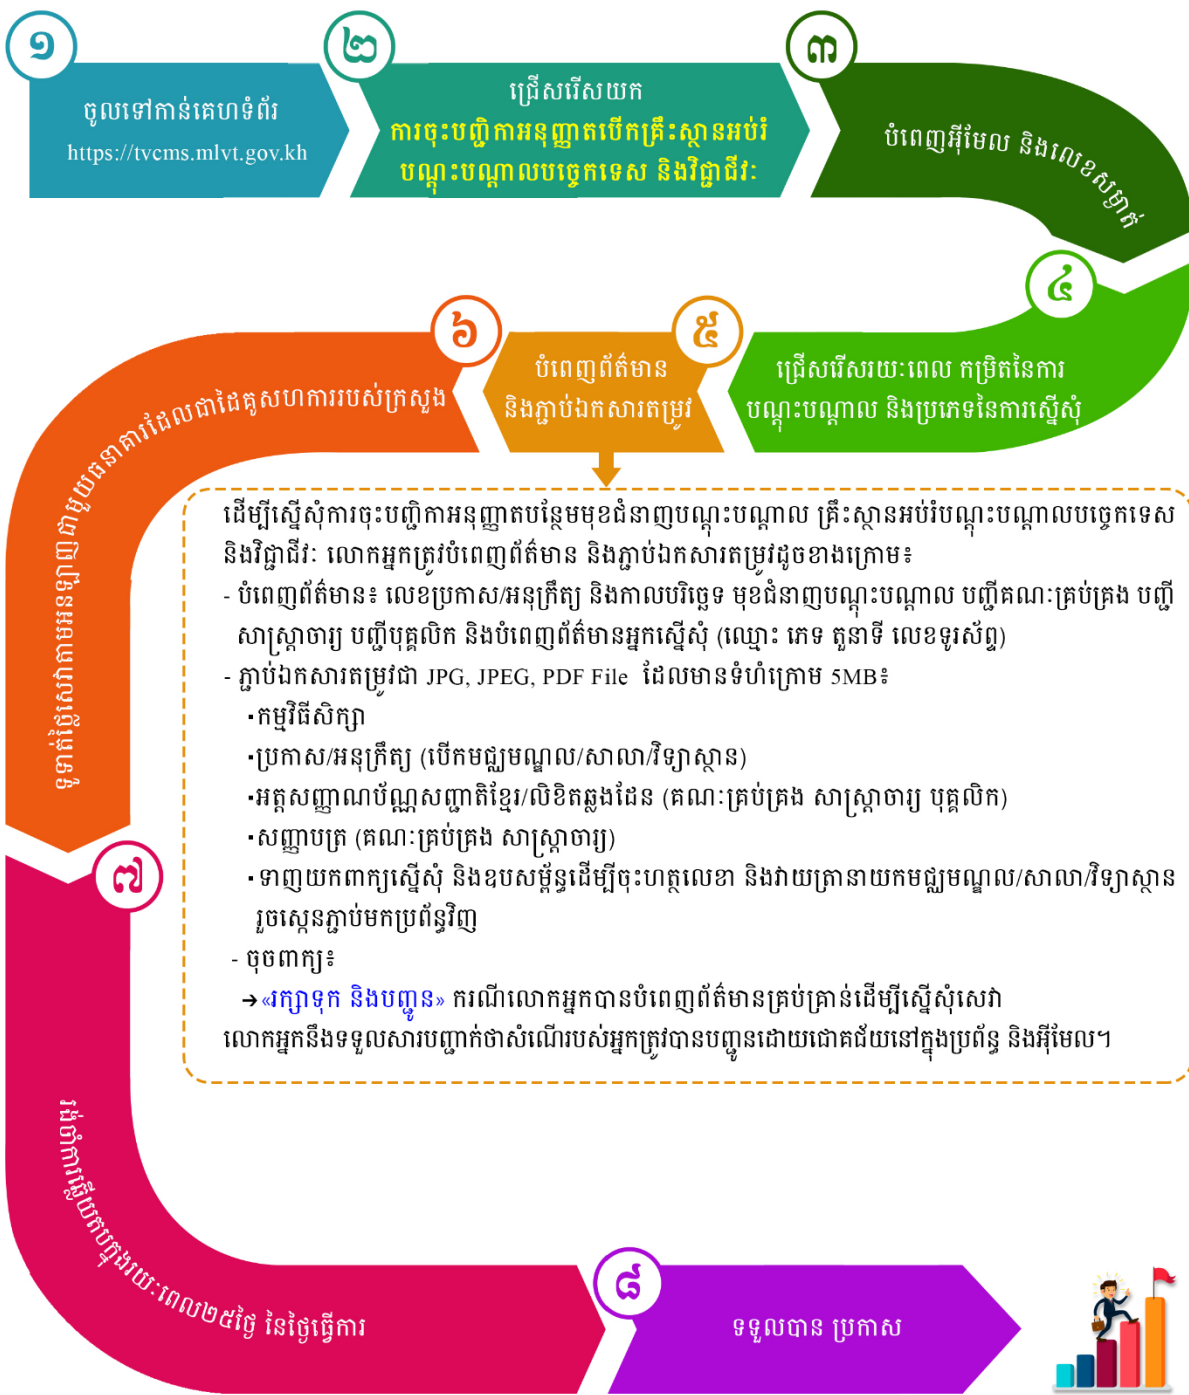 ១
ចូលទៅកាន់គេហទំព័រ
https://tvcms.mlvt.gov.kh
២
ជ្រើសរើសយក
ការចុះបញ្ជិកាអនុញ្ញាតបើកគ្រឹះស្ថានអប់រំ
បណ្តុះបណ្តាលបច្ចេកទេស និងវិជ្ជាជីវៈ
៣
បំពេញអ៊ីមែល និងលេខសម្ងាត់
៤
ជ្រើសរើសរយៈពេល កម្រិតនៃការ
បណ្តុះបណ្តាល និងប្រភេទនៃការស្នើសុំ
៥
បំពេញព័ត៌មាន
និងភ្ជាប់ឯកសារតម្រូវ
ដើម្បីស្នើសុំការចុះបញ្ជិកាអនុញ្ញាតបន្ថែមមុខជំនាញបណ្តុះបណ្តាល គ្រឹះស្ថានអប់រំបណ្តុះបណ្តាលបច្ចេកទេស
និងវិជ្ជាជីវៈ លោកអ្នកត្រូវបំពេញព័ត៌មាន និងភ្ជាប់ឯកសារតម្រូវដូចខាងក្រោម៖
- បំពេញព័ត៌មាន៖ លេខប្រកាស/អនុក្រឹត្យ និងកាលបរិច្ឆេទ មុខជំនាញបណ្តុះបណ្តាល បញ្ជីគណៈគ្រប់គ្រង បញ្ជី
សាស្ត្រាចារ្យ បញ្ជីបុគ្គលិក និងបំពេញព័ត៌មានអ្នកស្នើសុំ (ឈ្មោះ ភេទ តួនាទី លេខទូរស័ព្ទ)
- ភ្ជាប់ឯកសារតម្រូវជា JPG, JPEG, PDF File ដែលមានទំហំក្រោម 5MB៖
▪កម្មវិធីសិក្សា
▪ប្រកាស/អនុក្រឹត្យ (បើកមជ្ឈមណ្ឌល/សាលា/វិទ្យាស្ថាន)
▪អត្តសញ្ញាណប័ណ្ណសញ្ជាតិខ្មែរ/លិខិតឆ្លងដែន (គណៈគ្រប់គ្រង សាស្ត្រាចារ្យ បុគ្គលិក)
▪សញ្ញាបត្រ (គណៈគ្រប់គ្រង សាស្ត្រាចារ្យ)
▪ទាញយកពាក្យស្នើសុំ និងឧបសម្ព័ន្ធដើម្បីចុះហត្ថលេខា និងវាយត្រានាយកមជ្ឈមណ្ឌល/សាលា/វិទ្យាស្ថាន
រួចស្កេនភ្ជាប់មកប្រព័ន្ធវិញ
- ចុចពាក្យ៖
→«រក្សាទុក និងបញ្ជូន» ករណីលោកអ្នកបានបំពេញព័ត៌មានគ្រប់គ្រាន់ដើម្បីស្នើសុំសេវា
លោកអ្នកនឹងទទួលសារបញ្ជាក់ថាសំណើរបស់អ្នកត្រូវបានបញ្ជូនដោយជោគជ័យនៅក្នុងប្រព័ន្ធ និងអ៊ីមែល។
៦
ទូទាត់ថ្លៃសេវាតាមអនឡាញជាមួយធនាគារដែលជាដៃគូសហការរបស់ក្រសួង
៧
រង់ចាំការឆ្លើយតបក្នុងរយៈពេល២៥ថ្ងៃ នៃថ្ងៃធ្វើការ
៨
ទទួលបាន ប្រកាស